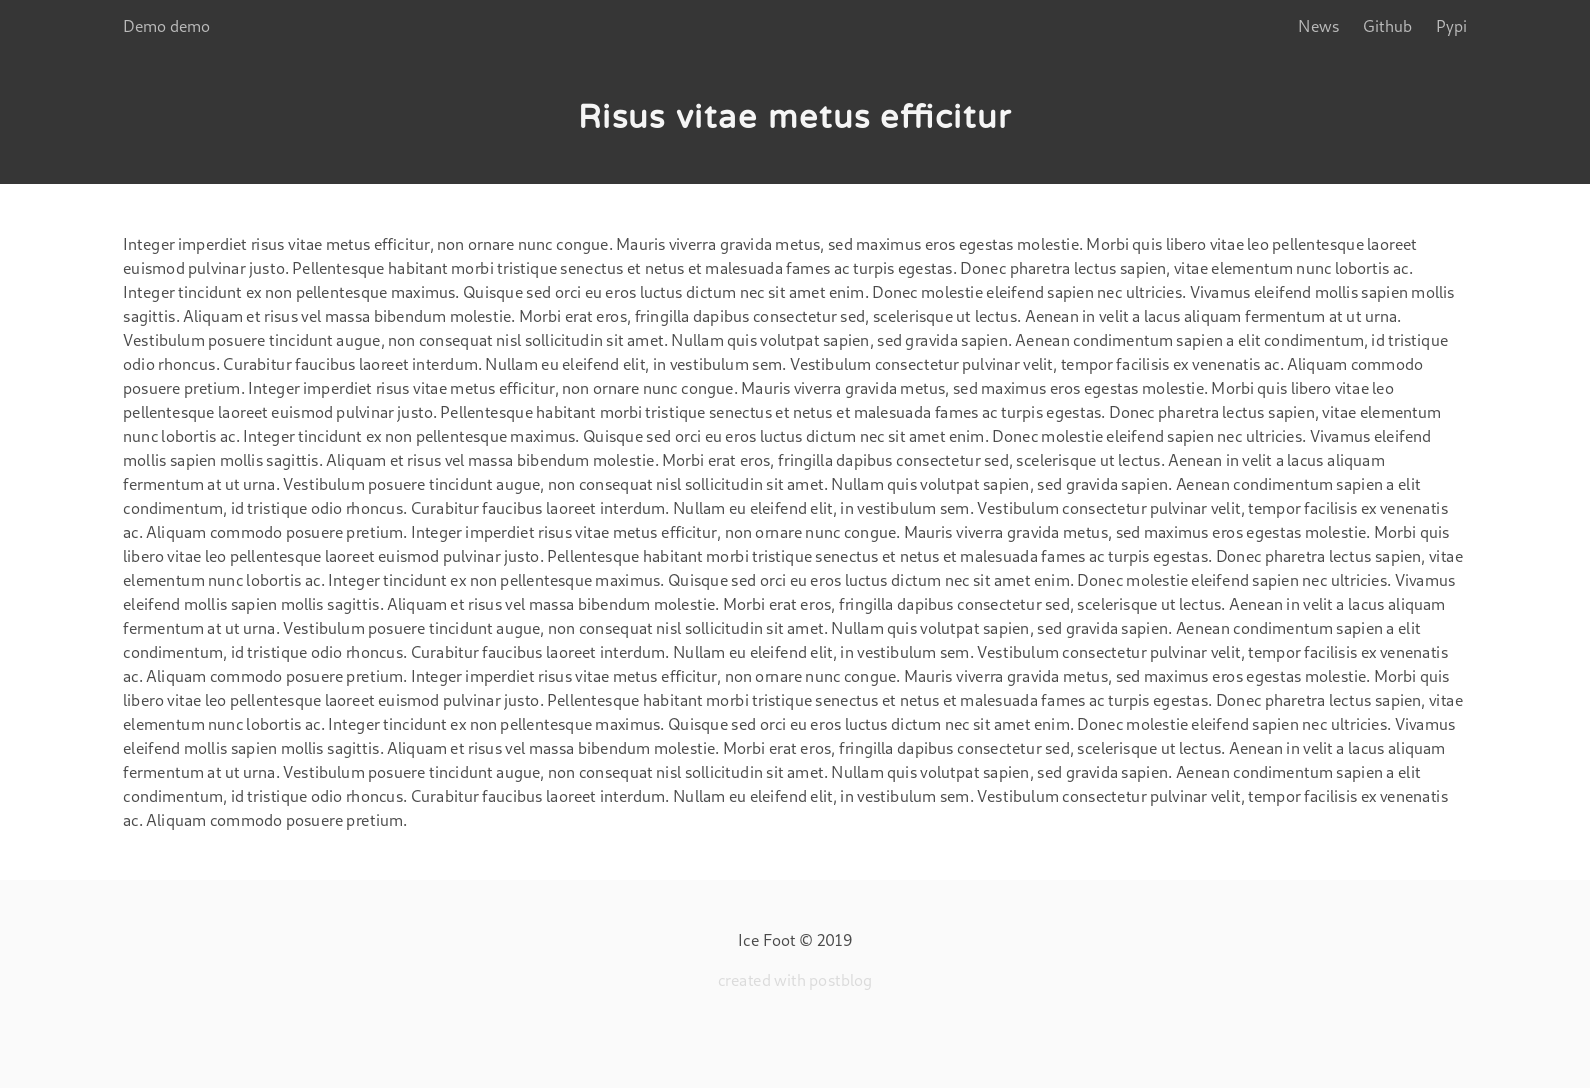 Demo demo
News Github Pypi
Risus vitae metus efficitur
Integer imperdiet risus vitae metus efficitur, non ornare nunc congue. Mauris viverra gravida metus, sed maximus eros egestas molestie. Morbi quis libero vitae leo pellentesque laoreet
euismod pulvinar justo. Pellentesque habitant morbi tristique senectus et netus et malesuada fames ac turpis egestas. Donec pharetra lectus sapien, vitae elementum nunc lobortis ac.
Integer tincidunt ex non pellentesque maximus. Quisque sed orci eu eros luctus dictum nec sit amet enim. Donec molestie eleifend sapien nec ultricies. Vivamus eleifend mollis sapien mollis
sagittis. Aliquam et risus vel massa bibendum molestie. Morbi erat eros, fringilla dapibus consectetur sed, scelerisque ut lectus. Aenean in velit a lacus aliquam fermentum at ut urna.
Vestibulum posuere tincidunt augue, non consequat nisl sollicitudin sit amet. Nullam quis volutpat sapien, sed gravida sapien. Aenean condimentum sapien a elit condimentum, id tristique
odio rhoncus. Curabitur faucibus laoreet interdum. Nullam eu eleifend elit, in vestibulum sem. Vestibulum consectetur pulvinar velit, tempor facilisis ex venenatis ac. Aliquam commodo
posuere pretium. Integer imperdiet risus vitae metus efficitur, non ornare nunc congue. Mauris viverra gravida metus, sed maximus eros egestas molestie. Morbi quis libero vitae leo
pellentesque laoreet euismod pulvinar justo. Pellentesque habitant morbi tristique senectus et netus et malesuada fames ac turpis egestas. Donec pharetra lectus sapien, vitae elementum
nunc lobortis ac. Integer tincidunt ex non pellentesque maximus. Quisque sed orci eu eros luctus dictum nec sit amet enim. Donec molestie eleifend sapien nec ultricies. Vivamus eleifend
mollis sapien mollis sagittis. Aliquam et risus vel massa bibendum molestie. Morbi erat eros, fringilla dapibus consectetur sed, scelerisque ut lectus. Aenean in velit a lacus aliquam
fermentum at ut urna. Vestibulum posuere tincidunt augue, non consequat nisl sollicitudin sit amet. Nullam quis volutpat sapien, sed gravida sapien. Aenean condimentum sapien a elit
condimentum, id tristique odio rhoncus. Curabitur faucibus laoreet interdum. Nullam eu eleifend elit, in vestibulum sem. Vestibulum consectetur pulvinar velit, tempor facilisis ex venenatis
ac. Aliquam commodo posuere pretium. Integer imperdiet risus vitae metus efficitur, non ornare nunc congue. Mauris viverra gravida metus, sed maximus eros egestas molestie. Morbi quis
libero vitae leo pellentesque laoreet euismod pulvinar justo. Pellentesque habitant morbi tristique senectus et netus et malesuada fames ac turpis egestas. Donec pharetra lectus sapien, vitae
elementum nunc lobortis ac. Integer tincidunt ex non pellentesque maximus. Quisque sed orci eu eros luctus dictum nec sit amet enim. Donec molestie eleifend sapien nec ultricies. Vivamus
eleifend mollis sapien mollis sagittis. Aliquam et risus vel massa bibendum molestie. Morbi erat eros, fringilla dapibus consectetur sed, scelerisque ut lectus. Aenean in velit a lacus aliquam
fermentum at ut urna. Vestibulum posuere tincidunt augue, non consequat nisl sollicitudin sit amet. Nullam quis volutpat sapien, sed gravida sapien. Aenean condimentum sapien a elit
condimentum, id tristique odio rhoncus. Curabitur faucibus laoreet interdum. Nullam eu eleifend elit, in vestibulum sem. Vestibulum consectetur pulvinar velit, tempor facilisis ex venenatis
ac. Aliquam commodo posuere pretium. Integer imperdiet risus vitae metus efficitur, non ornare nunc congue. Mauris viverra gravida metus, sed maximus eros egestas molestie. Morbi quis
libero vitae leo pellentesque laoreet euismod pulvinar justo. Pellentesque habitant morbi tristique senectus et netus et malesuada fames ac turpis egestas. Donec pharetra lectus sapien, vitae
elementum nunc lobortis ac. Integer tincidunt ex non pellentesque maximus. Quisque sed orci eu eros luctus dictum nec sit amet enim. Donec molestie eleifend sapien nec ultricies. Vivamus
eleifend mollis sapien mollis sagittis. Aliquam et risus vel massa bibendum molestie. Morbi erat eros, fringilla dapibus consectetur sed, scelerisque ut lectus. Aenean in velit a lacus aliquam
fermentum at ut urna. Vestibulum posuere tincidunt augue, non consequat nisl sollicitudin sit amet. Nullam quis volutpat sapien, sed gravida sapien. Aenean condimentum sapien a elit
condimentum, id tristique odio rhoncus. Curabitur faucibus laoreet interdum. Nullam eu eleifend elit, in vestibulum sem. Vestibulum consectetur pulvinar velit, tempor facilisis ex venenatis
ac. Aliquam commodo posuere pretium.
Ice Foot © 2019
created with postblog